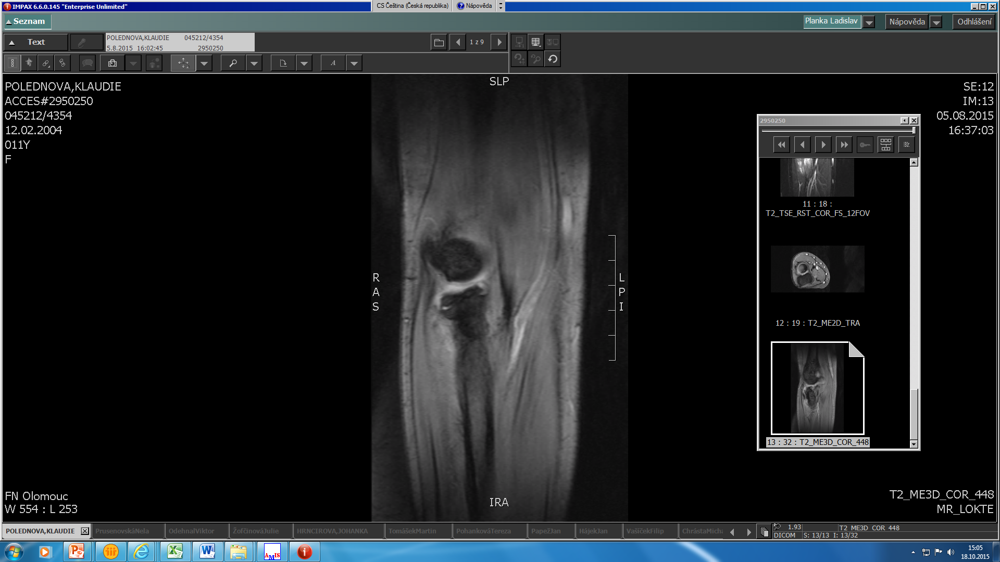 IMPAX 6.6.0.145 "Enterprise Unlimited"
CS Čeština (Česká republika)
Nápověda
Seznam
Planka Ladislav
Nápověda
Odhlášení
Text
POLEDNOVA,KLAUDIE 045212/4354
5.8.2015 16:02:45 2950250
1 z 9
A
POLEDNOVA,KLAUDIE
ACCES#2950250
045212/4354
12.02.2004
011Y
F
SLP
SE:12
IM:13
05.08.2015
16:37:03
R
A
S
L
P
I
2950250
11 : 18 :
T2_TSE_RST_COR_FS_12FOV
12 : 19 : T2_ME2D_TRA
13 : 32 : T2_ME3D_COR_448
FN Olomouc
W 554 : L 253
IRA
T2_ME3D_COR_448
MR_LOKTE
POLEDNOVA,KLAUDIE
PrusenovskáNela
OdehnalViktor
ŽofčinováJulie
HRNCIROVA,JOHANKA
TomášekMartin
PohankováTereza
PapežJan
HájekJan
VašíčekFilip
ChrástaMicha
1.93
T2_ME3D_COR_448
DICOM
S: 13/13 I: 13/32
AMIS
15:05
18.10.2015